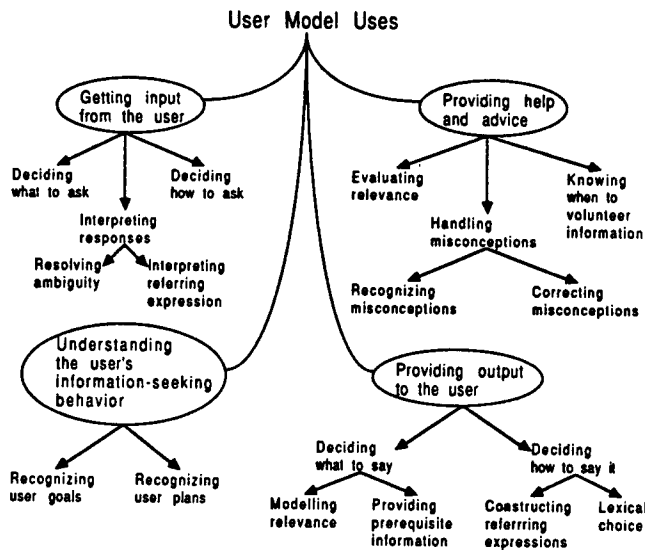 User Model Uses
Getting input
from the user
Providing help
and advice
Deciding
what to ask
Deciding
how to ask
Interpreting
responses
Resolving
ambiguity
Interpreting
referring
expression
Evaluating
relevance
Knowing
when to
volunteer
information
Handling
misconceptions
Recognizing
misconceptions
Correcting
misconceptions
Understanding
the user's
information-seeking
behavior
Providing output
to the user
Recognizing
user goals
Recognizing
user plans
Deciding
what to say
Deciding
how to say it
Modelling
relevance
Providing
prerequisite
information
Constructing
referrring
expressions
Lexical
choice